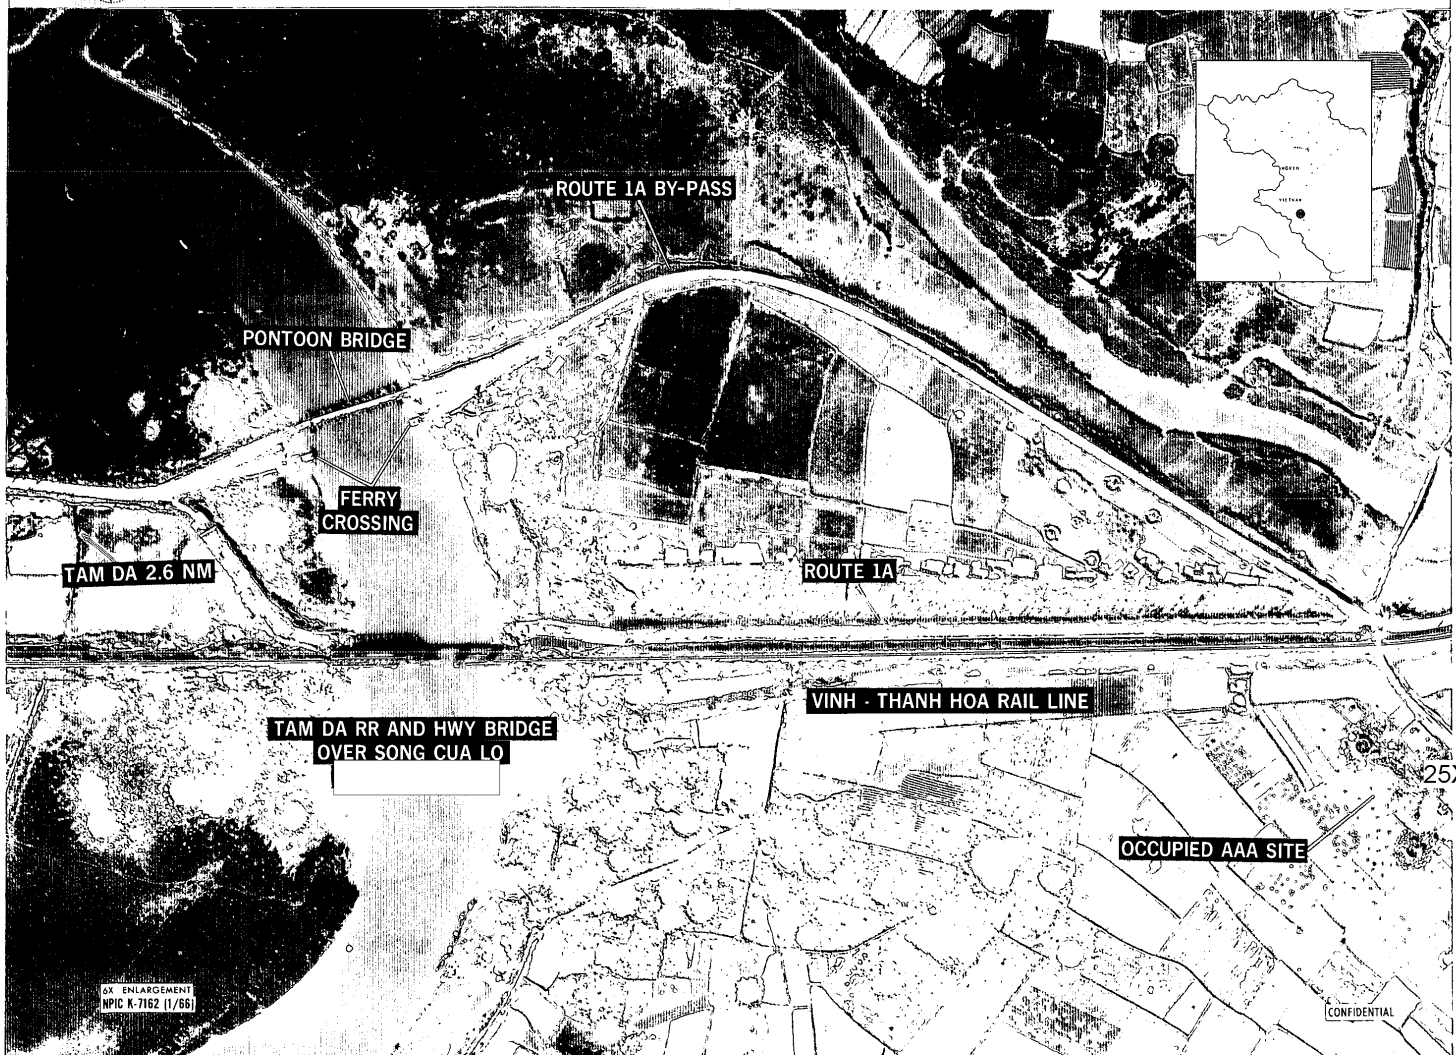 ROUTE 1A BY-PASS
VIETNAM
PONTOON BRIDGE
FERRY
CROSSING
TAM DA 2.6 NM
ROUTE 1A
VINH - THANH HOA RAIL LINE
TAM DA RR AND HWY BRIDGE
OVER SONG CUA LO
25X
OCCUPIED AAA SITE
6X ENLARGEMENT
NPIC K-7162 (1/66)
CONFIDENTIAL